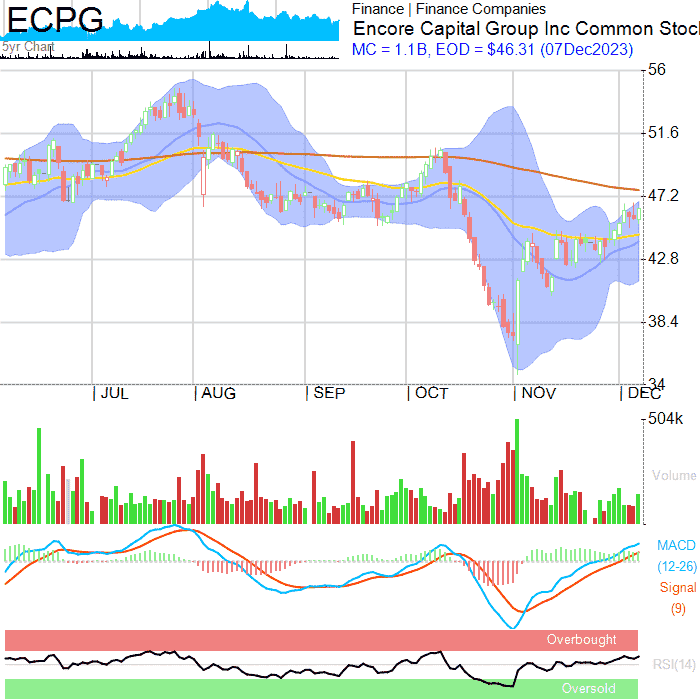 ECPG
5yr Chart
Finance | Finance Companies
Encore Capital Group Inc Common Stoc
MC = 1.1B, EOD = $46.31 (07Dec2023)
56
51.6
47.2
42.8
38.4
34
JUL AUG SEP OCT NOV DEC
504k
Volume
MACD
(12-26)
Signal
(9)
Overbought
RSI(14)
Oversold